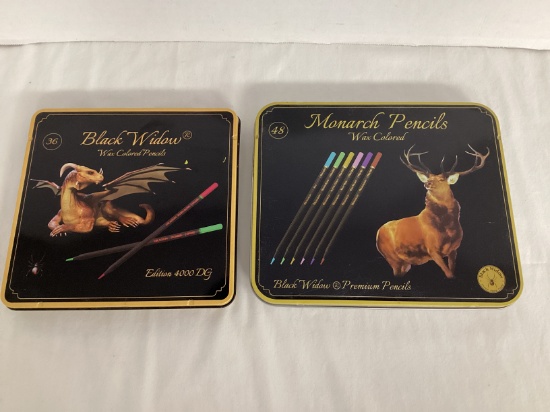 36
Black Widow®
Wax Colored Pencils
Edition 4000 DG
48
Monarch Pencils
Wax Colored
Black Widow ® Premium Pencils